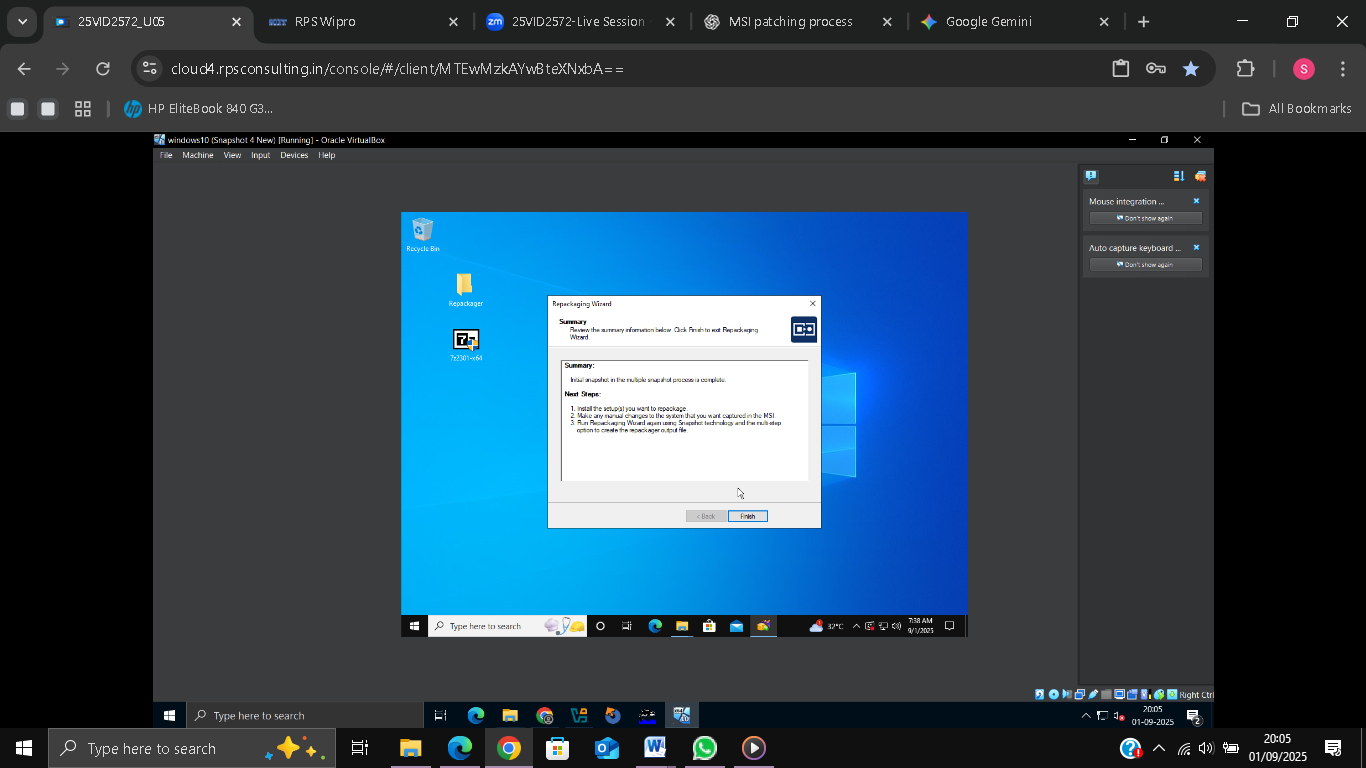 25VID2572_U05
RPS Wipro
25VID2572-Live Session
MSI patching process
Google Gemini
cloud4.rpsconsulting.in/console/#/client/MTEwMzkAYwBteXNxbA==
S
HP EliteBook 840 G3...
All Bookmarks
windows10 (Snapshot 4 New) [Running] - Oracle VirtualBox
File Machine View Input Devices Help
Mouse integration ...
Don't show again
Auto capture keyboard ...
Don't show again
Recycle Bin
Repackager
7z2301-x64
Repackaging Wizard
Summary
Review the summary information below. Click Finish to exit Repackaging
Wizard.
Summary:
Initial snapshot in the multiple snapshot process is complete.
Next Steps:
1. Install the setup(s) you want to repackage.
2. Make any manual changes to the system that you want captured in the MSI.
3. Run Repackaging Wizard again using Snapshot technology and the multi-step
option to create the repackager output file.
< Back
Finish
Type here to search
32°C
7:38 AM
9/1/2025
Right Ctrl
Type here to search
20:05
01-09-2025
2
Type here to search
20:05
01/09/2025